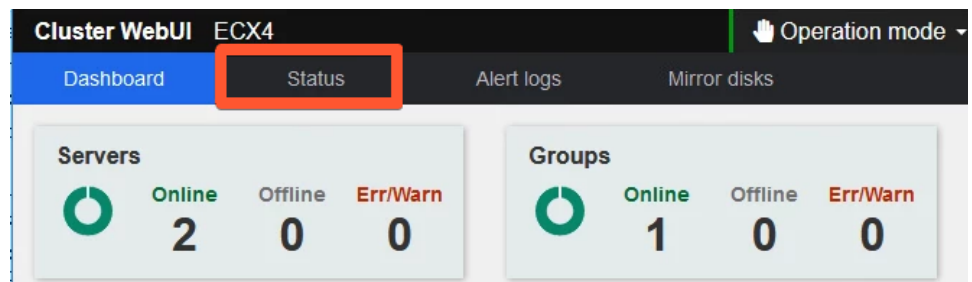 Cluster WebUI ECX4 Operation mode
Dashboard Status Alert logs Mirror disks
Servers Groups
Online Offline Err/Warn Online Offline Err/Warn
2 0 0 1 0 0